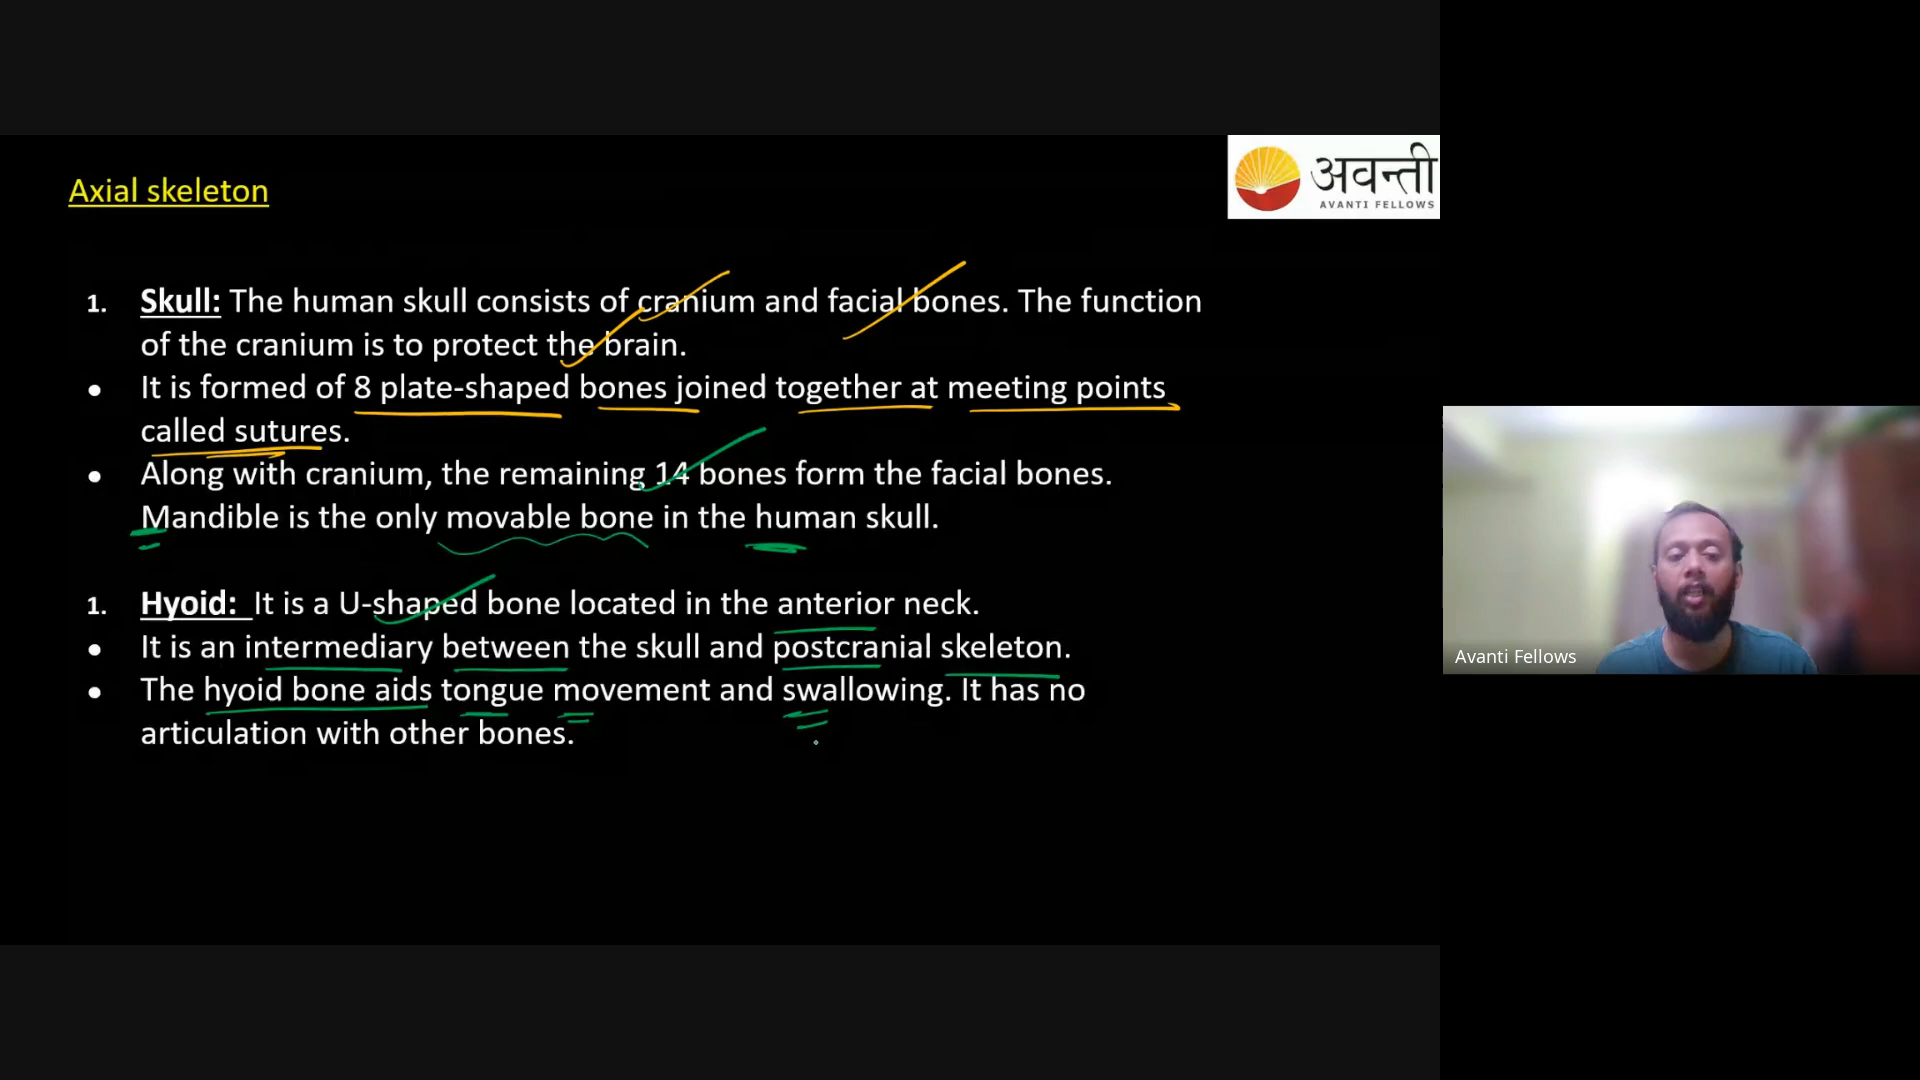 Axial skeleton
अवन्ती
AVANTI FELLOWS
1. Skull: The human skull consists of cranium and facial bones. The function
of the cranium is to protect the brain.
● It is formed of 8 plate-shaped bones joined together at meeting points
called sutures.
● Along with cranium, the remaining 14 bones form the facial bones.
Mandible is the only movable bone in the human skull.
1. Hyoid: It is a U-shaped bone located in the anterior neck.
● It is an intermediary between the skull and postcranial skeleton.
● The hyoid bone aids tongue movement and swallowing. It has no
articulation with other bones.
Avanti Fellows